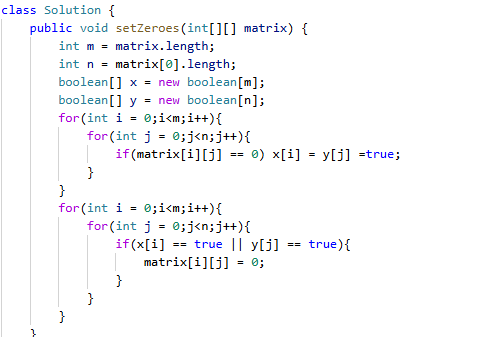 class Solution {
    public void setZeroes(int[][] matrix) {
        int m = matrix.length;
        int n = matrix[0].length;
        boolean[] x = new boolean[m];
        boolean[] y = new boolean[n];
        for(int i = 0;i<m;i++){
            for(int j = 0;j<n;j++){
                if(matrix[i][j] == 0) x[i] = y[j] =true;
            }
        }
        for(int i = 0;i<m;i++){
            for(int j = 0;j<n;j++){
                if(x[i] == true || y[j] == true){
                    matrix[i][j] = 0;
                }
            }
        }
    }